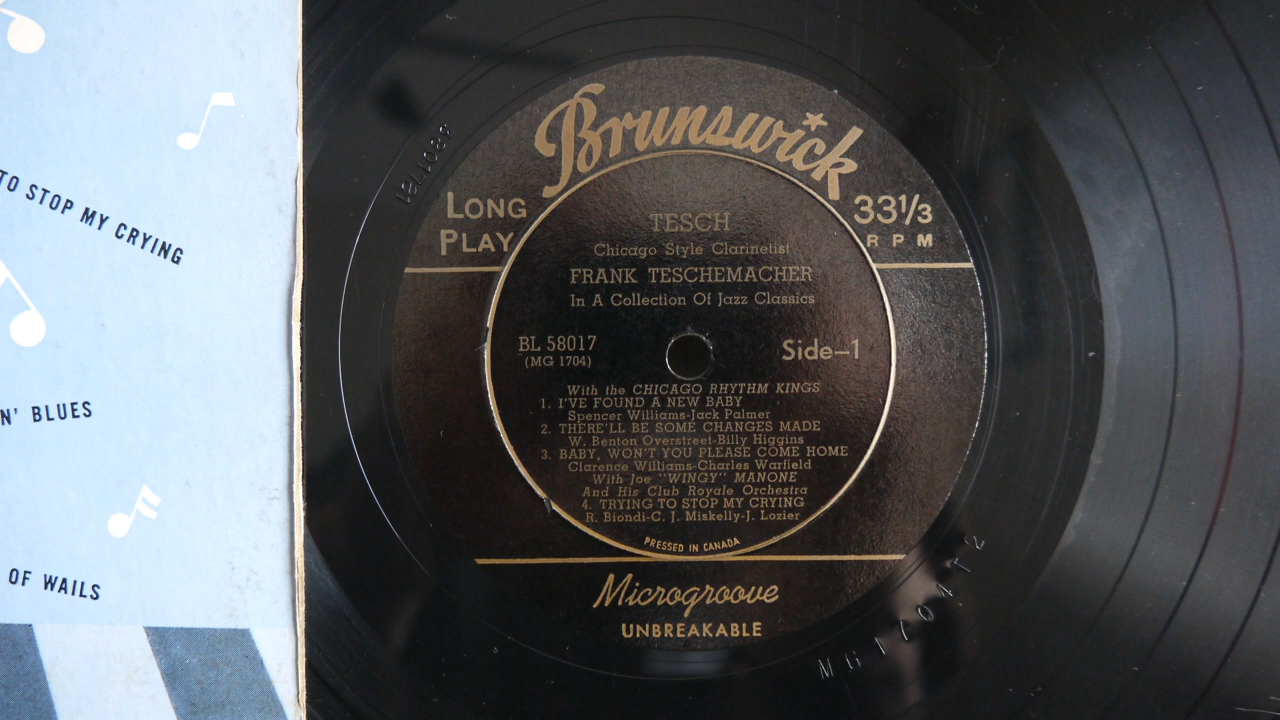 TO STOP MY CRYING
N' BLUES
OF WAILS
8801781
Brunswick
LONG PLAY
33 1/3 RPM
TESCH
Chicago Style Clarinetist
FRANK TESCHEMACHER
In A Collection Of Jazz Classics
BL 58017
(MG 1704)
Side-1
With the CHICAGO RHYTHM KINGS
1. I'VE FOUND A NEW BABY
Spencer Williams-Jack Palmer
2. THERE'LL BE SOME CHANGES MADE
W. Benton Overstreet-Billy Higgins
3. BABY, WON'T YOU PLEASE COME HOME
Clarence Williams-Charles Warfield
With Joe "WINGY" MANONE
And His Club Royale Orchestra
4. TRYING TO STOP MY CRYING
R. Biondi-C. J. Miskelly-J. Lozier
PRESSED IN CANADA
Microgroove
UNBREAKABLE
MG 1704T2